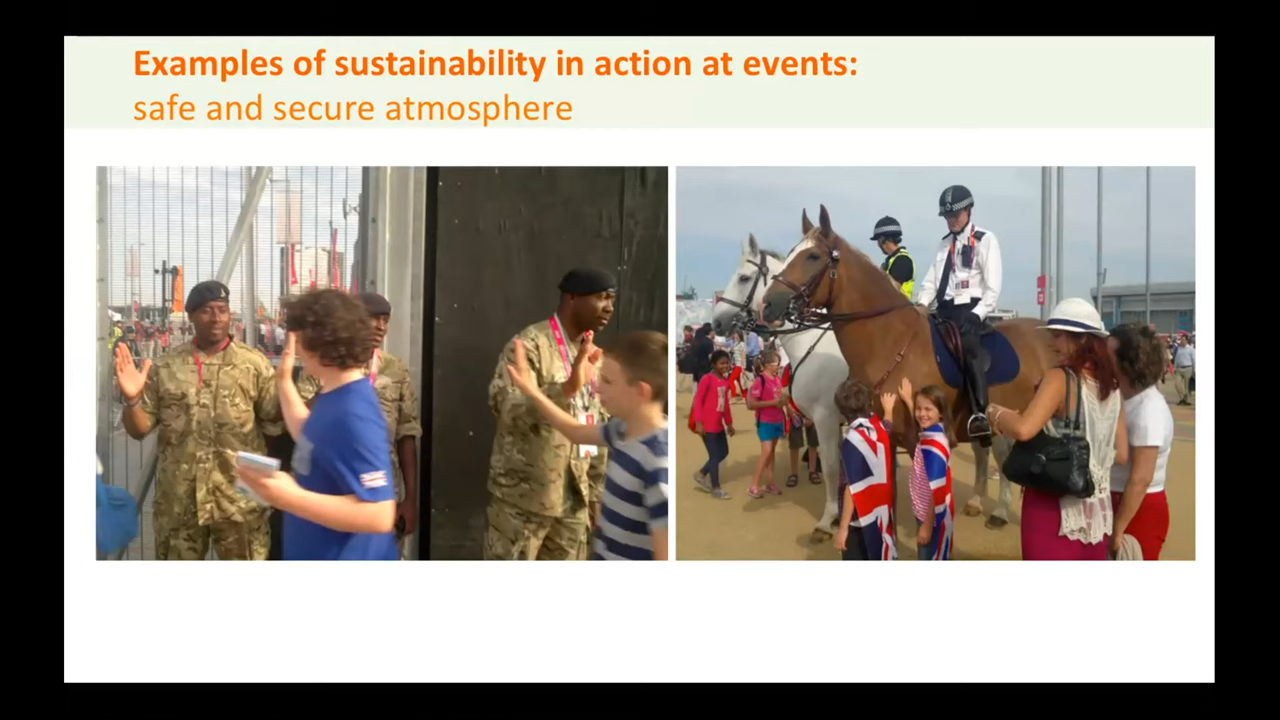 Examples of sustainability in action at events:
safe and secure atmosphere